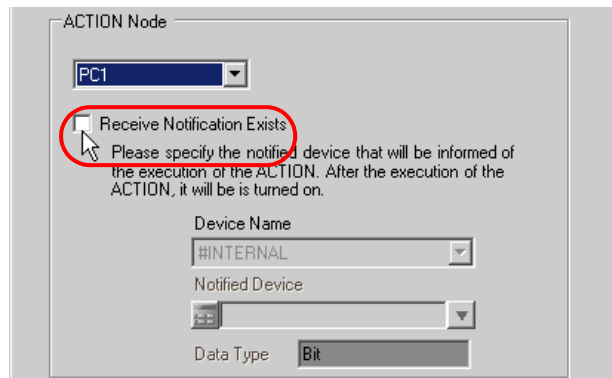 ACTION Node
PC1
Receive Notification Exists
Please specify the notified device that will be informed of
the execution of the ACTION. After the execution of the
ACTION, it will be is turned on.
Device Name
#INTERNAL
Notified Device
Data Type Bit